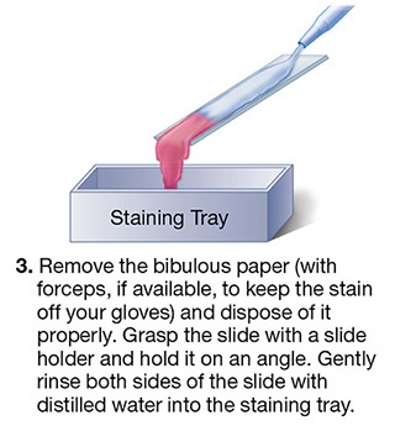 Staining Tray
3. Remove the bibulous paper (with
forceps, if available, to keep the stain
off your gloves) and dispose of it
properly. Grasp the slide with a slide
holder and hold it on an angle. Gently
rinse both sides of the slide with
distilled water into the staining tray.